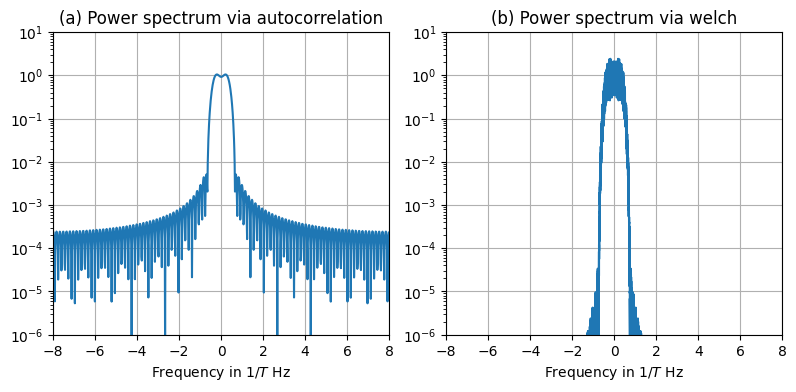 (a) Power spectrum via autocorrelation
10^1
10^0
10^-1
10^-2
10^-3
10^-4
10^-5
10^-6
−8 −6 −4 −2 0 2 4 6 8
Frequency in 1/T Hz
(b) Power spectrum via welch
10^1
10^0
10^-1
10^-2
10^-3
10^-4
10^-5
10^-6
−8 −6 −4 −2 0 2 4 6 8
Frequency in 1/T Hz